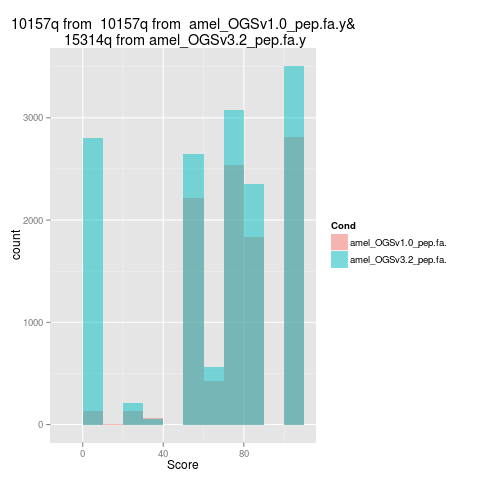 10157q from  10157q from  amel_OGSv1.0_pep.fa.y&
15314q from amel_OGSv3.2_pep.fa.y
3000
2000
1000
0
count
0
40
80
Score
Cond
amel_OGSv1.0_pep.fa.
amel_OGSv3.2_pep.fa.